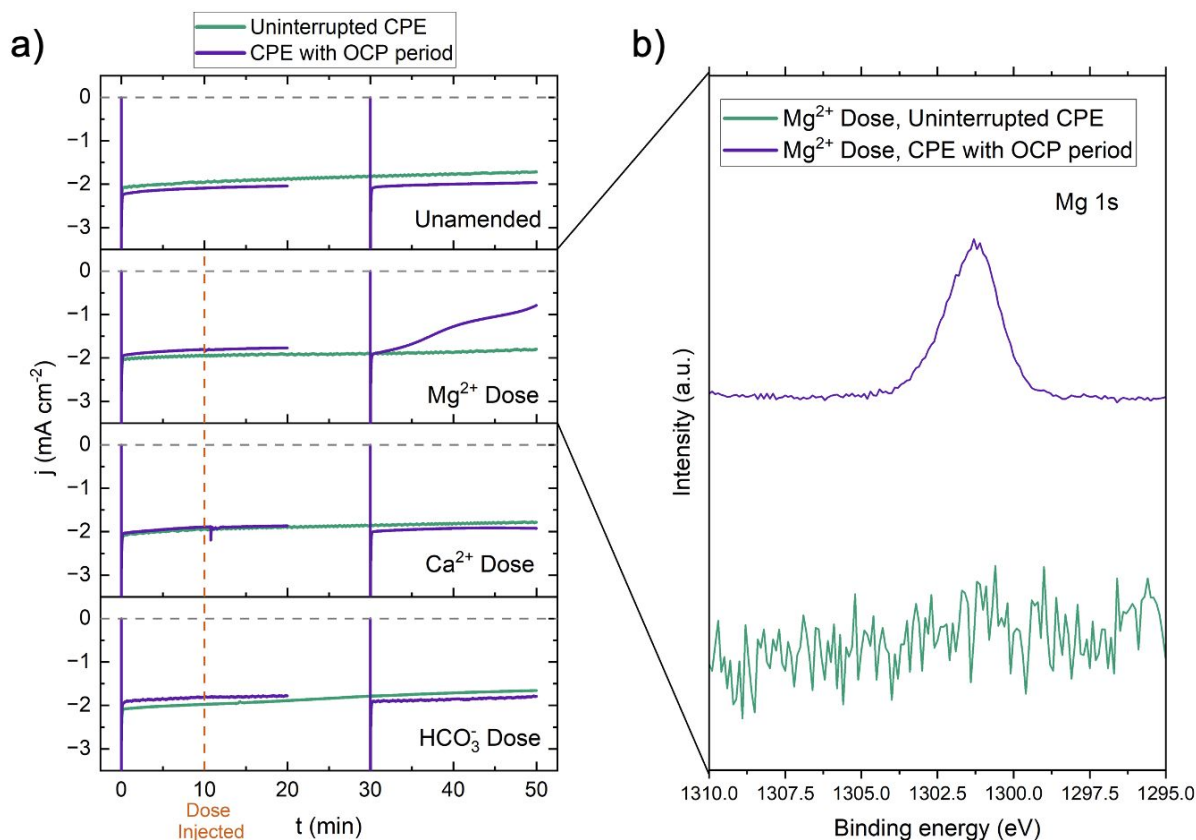 a)
Uninterrupted CPE
CPE with OCP period
0
−1
−2
−3
Unamended
0
−1
−2
−3
Mg²⁺ Dose
0
−1
−2
−3
Ca²⁺ Dose
0
−1
−2
−3
HCO₃⁻ Dose
j (mA cm⁻²)
0 10 20 30 40 50
Dose
Injected
t (min)
b)
Mg²⁺ Dose, Uninterrupted CPE
Mg²⁺ Dose, CPE with OCP period
Mg 1s
Intensity (a.u.)
1310.0 1307.5 1305.0 1302.5 1300.0 1297.5 1295.0
Binding energy (eV)